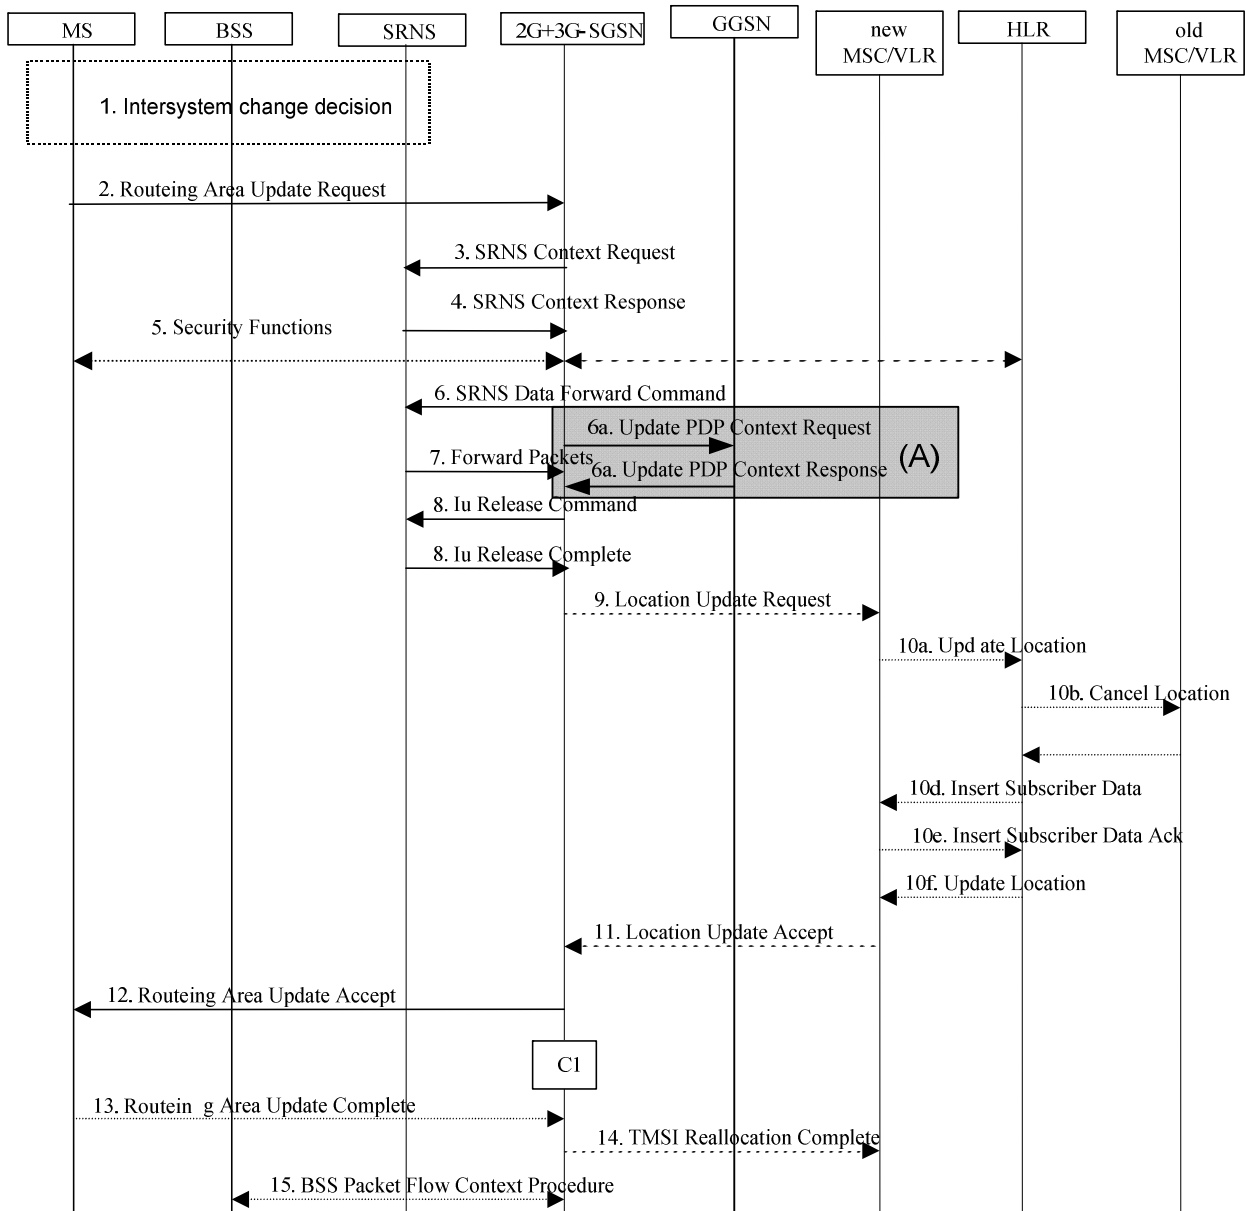 MS
BSS
SRNS
2G+3G-SGSN
GGSN
new
MSC/VLR
HLR
old
MSC/VLR
1. Intersystem change decision
2. Routeing Area Update Request
3. SRNS Context Request
4. SRNS Context Response
5. Security Functions
6. SRNS Data Forward Command
6a. Update PDP Context Request
(A)
7. Forward Packets
6a. Update PDP Context Response
8. Iu Release Command
8. Iu Release Complete
9. Location Update Request
10a. Upd ate Location
10b. Cancel Location
10d. Insert Subscriber Data
10e. Insert Subscriber Data Ack
10f. Update Location
11. Location Update Accept
12. Routeing Area Update Accept
C1
13. Routein g Area Update Complete
14. TMSI Reallocation Complete
15. BSS Packet Flow Context Procedure